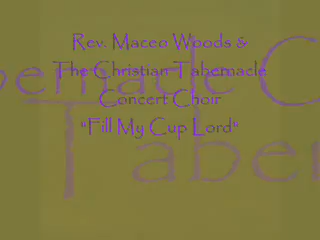 Rev. Maceo Woods &
The Christian Tabernacle
Concert Choir
"Fill My Cup Lord"